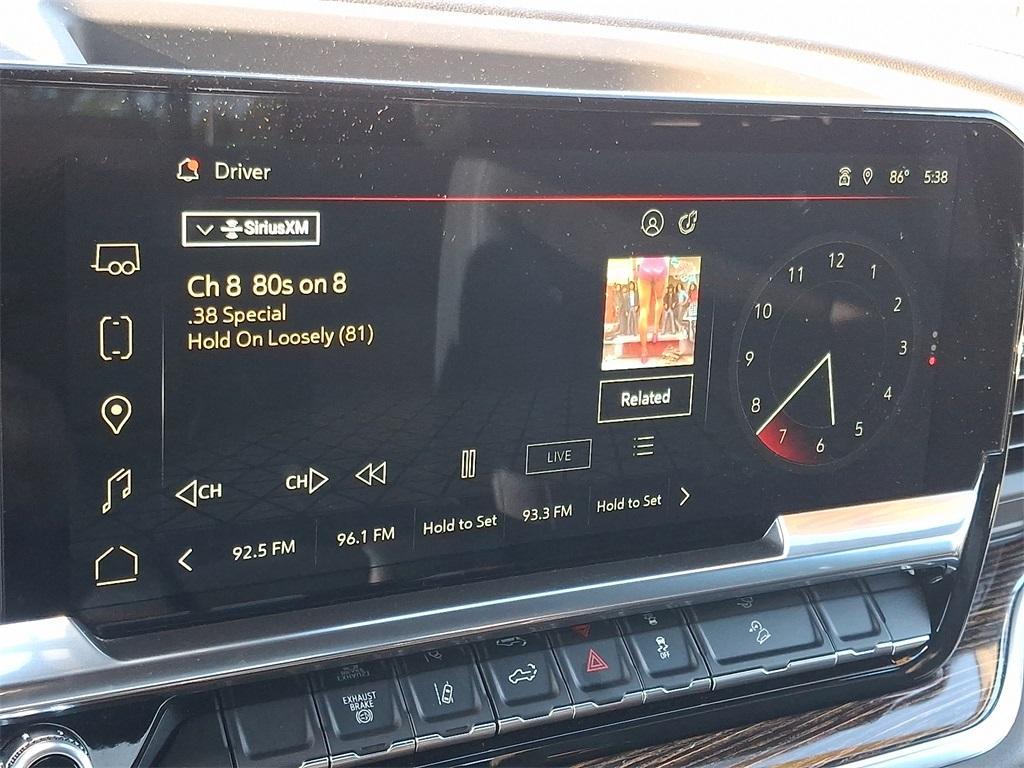 Driver
86° 5:38
SiriusXM
Ch 8 80s on 8
.38 Special
Hold On Loosely (81)
Related
12
1
2
3
4
5
6
7
8
9
10
11
CH
CH
LIVE
92.5 FM
96.1 FM
Hold to Set
93.3 FM
Hold to Set
EXHAUST
BRAKE
OFF